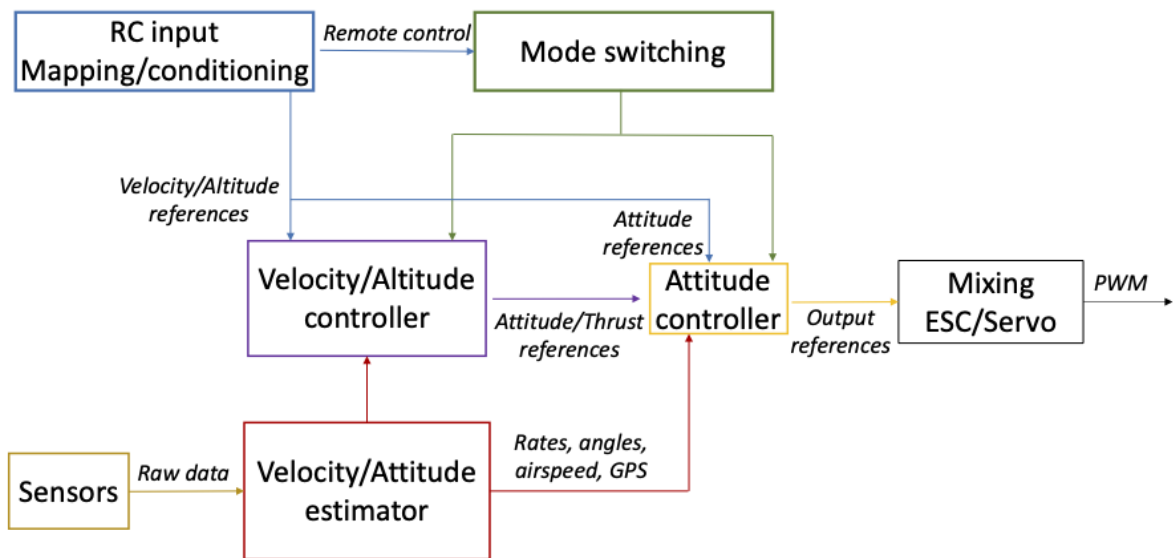 RC input
Mapping/conditioning
Remote control
Mode switching
Velocity/Altitude
references
Attitude
references
Velocity/Altitude
controller
Attitude/Thrust
references
Attitude
controller
Output
references
Mixing
ESC/Servo
PWM
Sensors
Raw data
Velocity/Attitude
estimator
Rates, angles,
airspeed, GPS